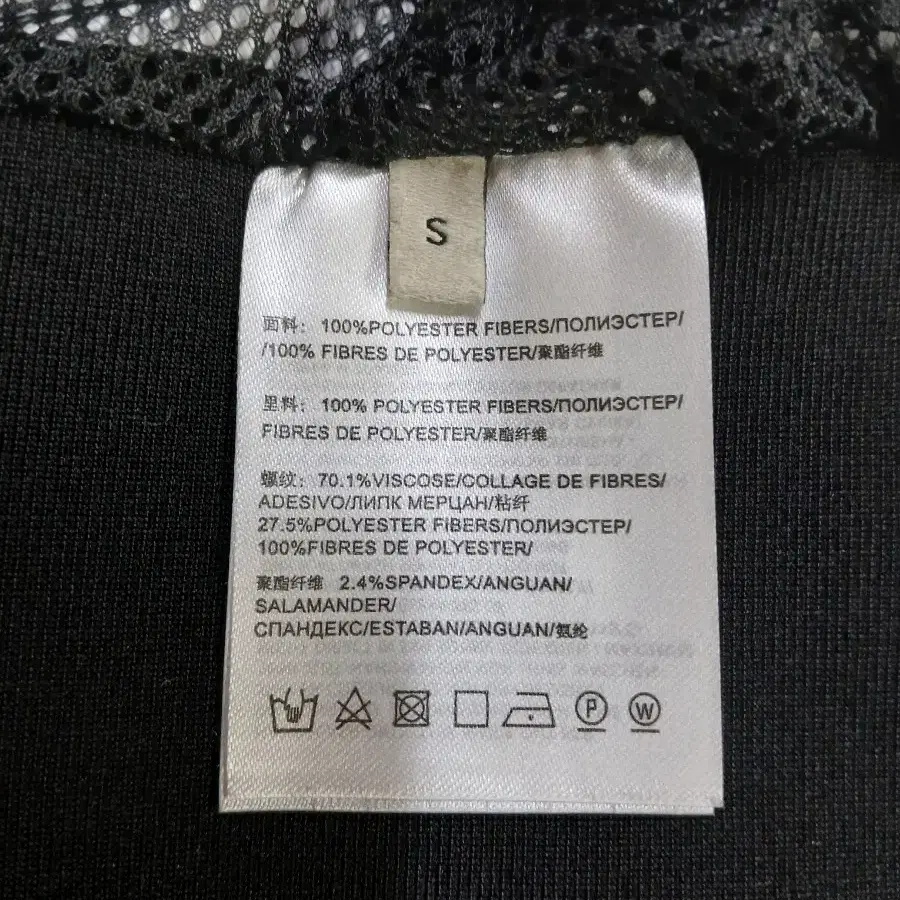 S
面料: 100%POLYESTER FIBERS/ПОЛИЭСТЕР/
/100% FIBRES DE POLYESTER/聚酯纤维
里料: 100% POLYESTER FIBERS/ПОЛИЭСТЕР/
FIBRES DE POLYESTER/聚酯纤维
螺纹: 70.1%VISCOSE/COLLAGE DE FIBRES/
ADESIVO/ЛИПК МЕРЦАН/粘纤
27.5%POLYESTER FIBERS/ПОЛИЭСТЕР/
100%FIBRES DE POLYESTER/
聚酯纤维 2.4%SPANDEX/ANGUAN/
SALAMANDER/
СПАНДЕКС/ESTABAN/ANGUAN/氨纶
P W